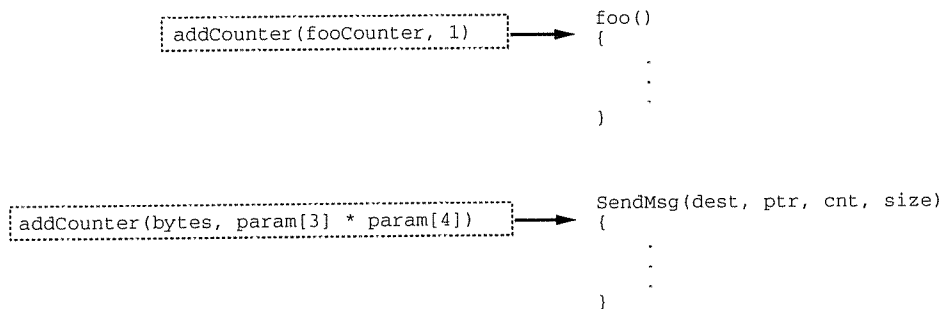 foo()
addCounter(fooCounter, 1)
{
.
.
.
}
SendMsg(dest, ptr, cnt, size)
addCounter(bytes, param[3] * param[4])
{
.
.
.
}